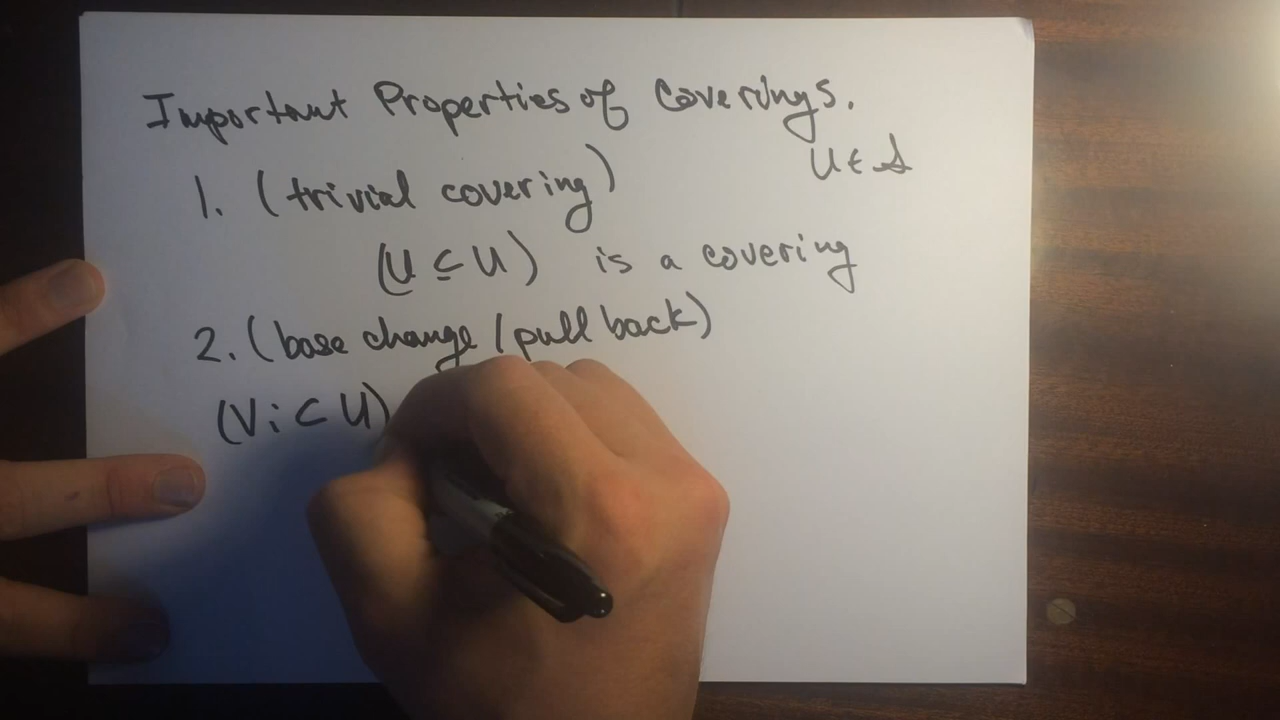 Important Properties of Coverings.
U ∈ S
1. (trivial covering)
(U ⊆ U) is a covering
2. (base change / pull back)
(Vi ⊂ U)